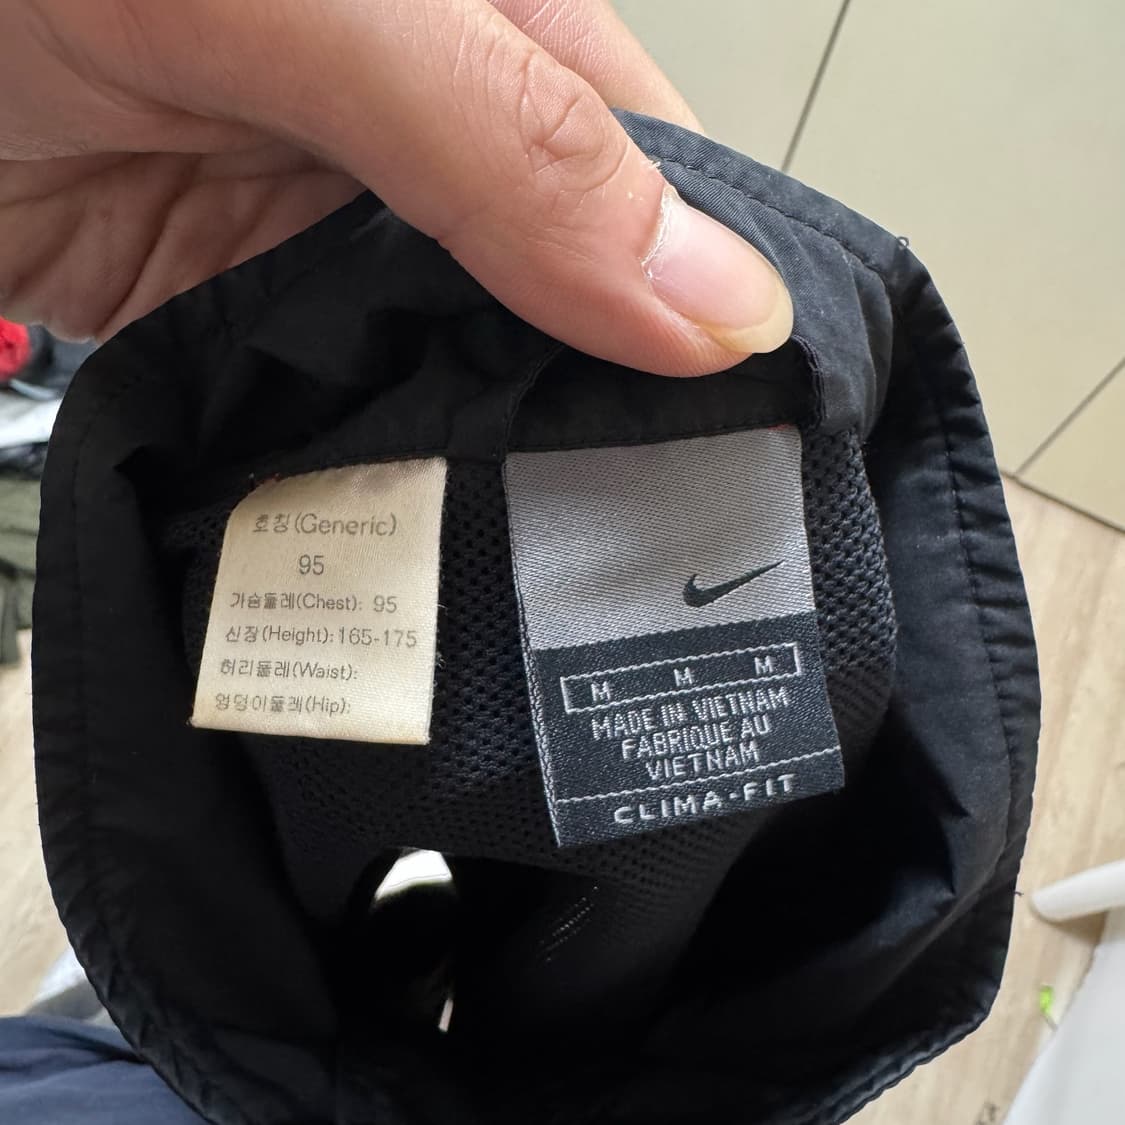 호칭(Generic)
95
가슴둘레(Chest): 95
신장(Height): 165-175
허리둘레(Waist):
엉덩이둘레(Hip):
M M M
MADE IN VIETNAM
FABRIQUE AU
VIETNAM
CLIMA-FIT